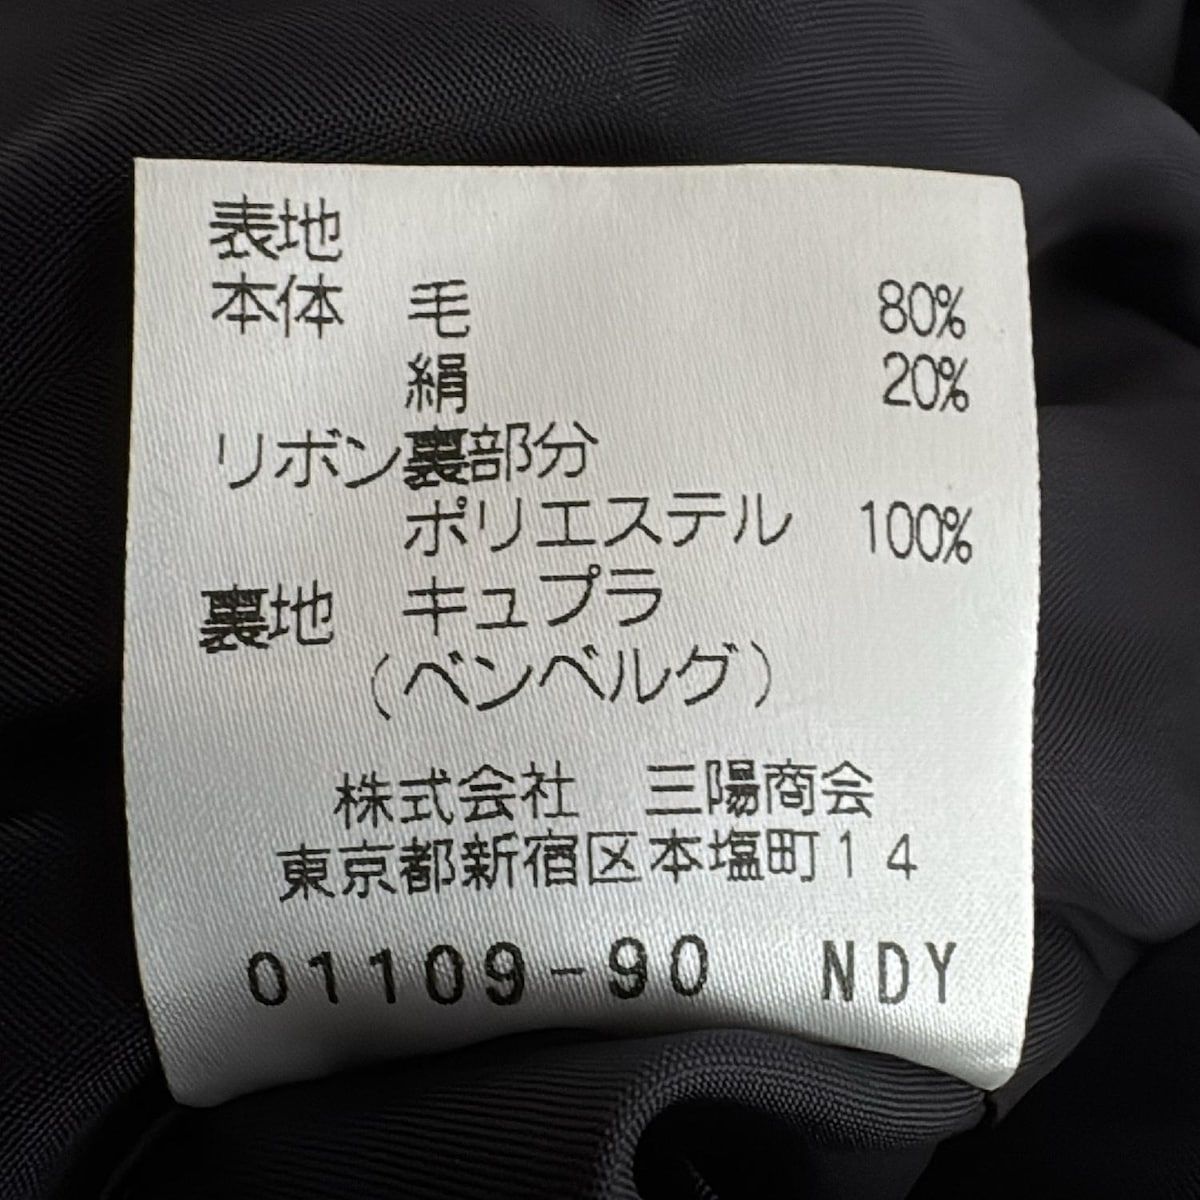 表地
本体 毛 80%
絹 20%
リボン裏部分
ポリエステル 100%
裏地 キュプラ
(ベンベルグ)
株式会社 三陽商会
東京都新宿区本塩町14
01109-90 NDY